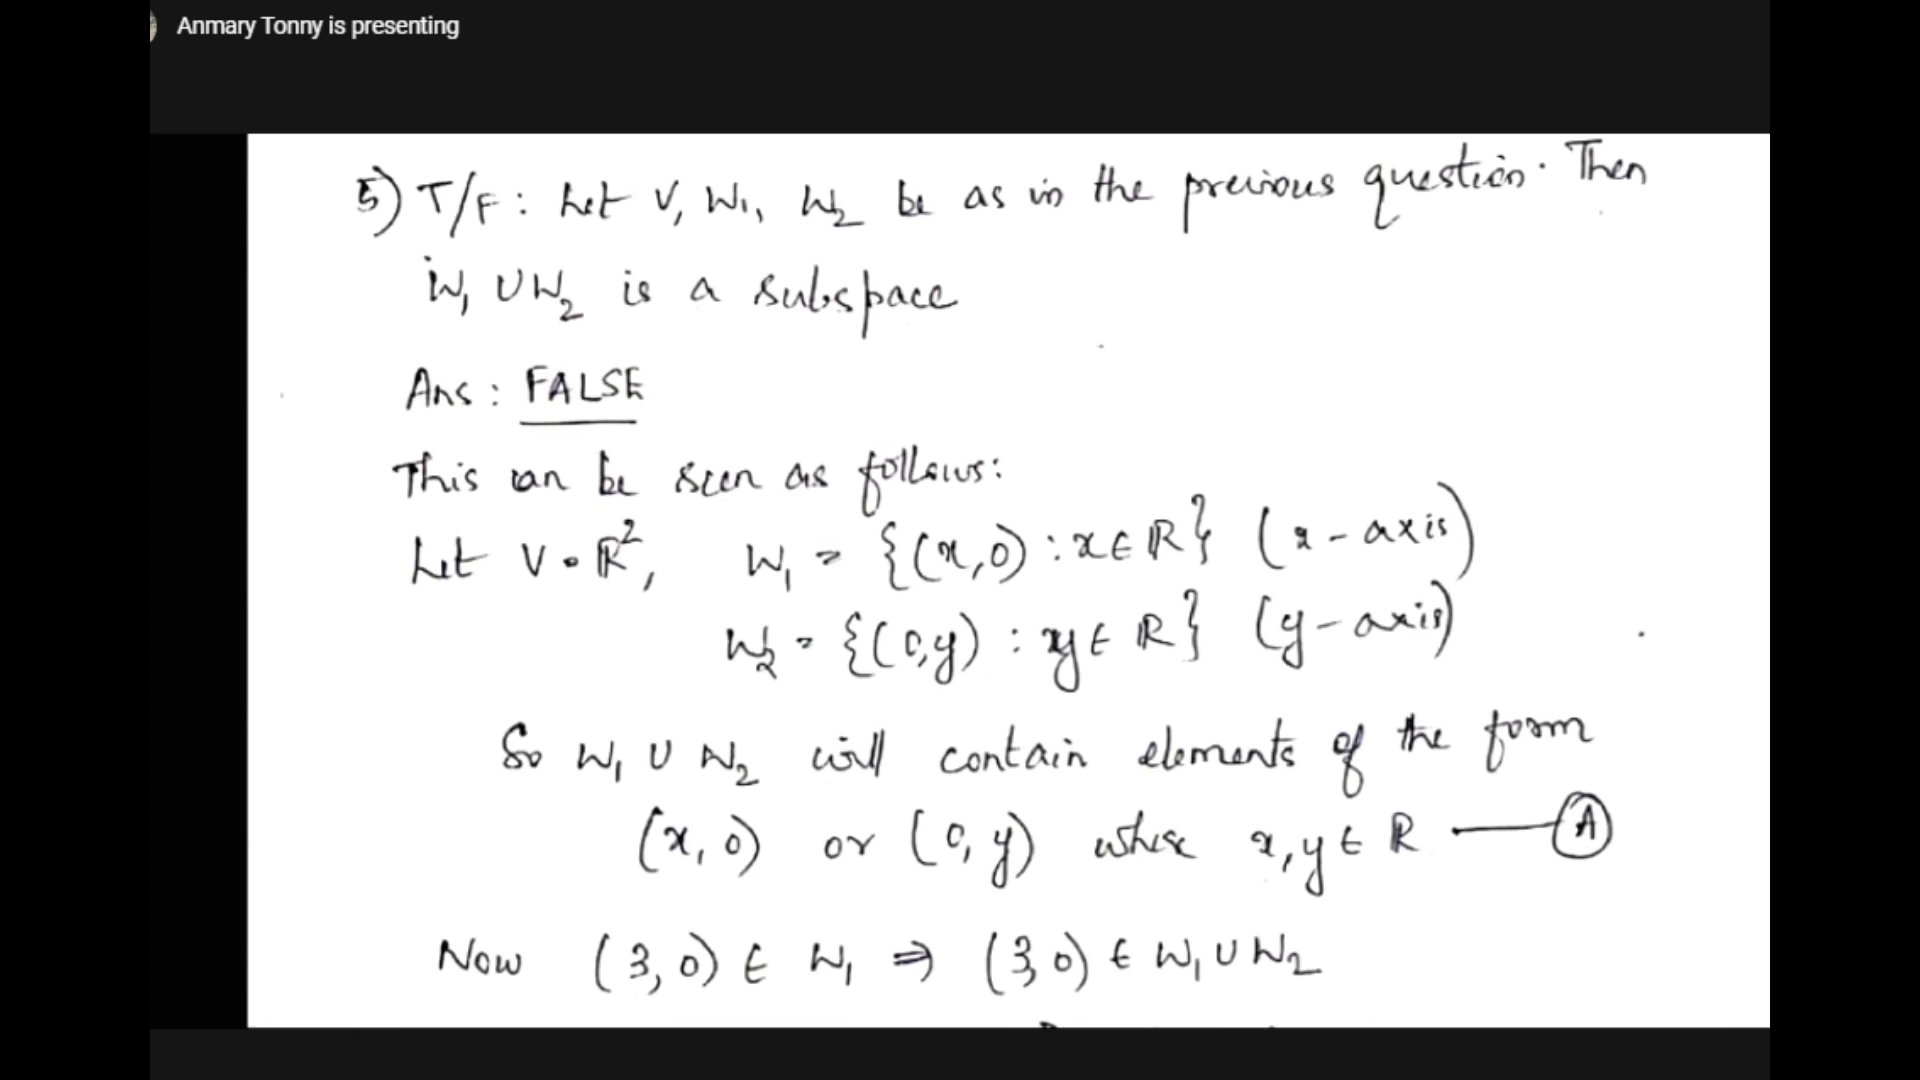 Anmary Tonny is presenting
5) T/F : Let V, W₁, W₂ be as in the previous question. Then
W₁ ∪ W₂ is a subspace
Ans : FALSE
This can be seen as follows:
Let V = ℝ², W₁ = {(x,0) : x ∈ ℝ} (x-axis)
W₂ = {(0,y) : y ∈ ℝ} (y-axis)
So W₁ ∪ W₂ will contain elements of the form
(x, 0) or (0, y) where x, y ∈ ℝ — A
Now (3, 0) ∈ W₁ ⇒ (3, 0) ∈ W₁ ∪ W₂